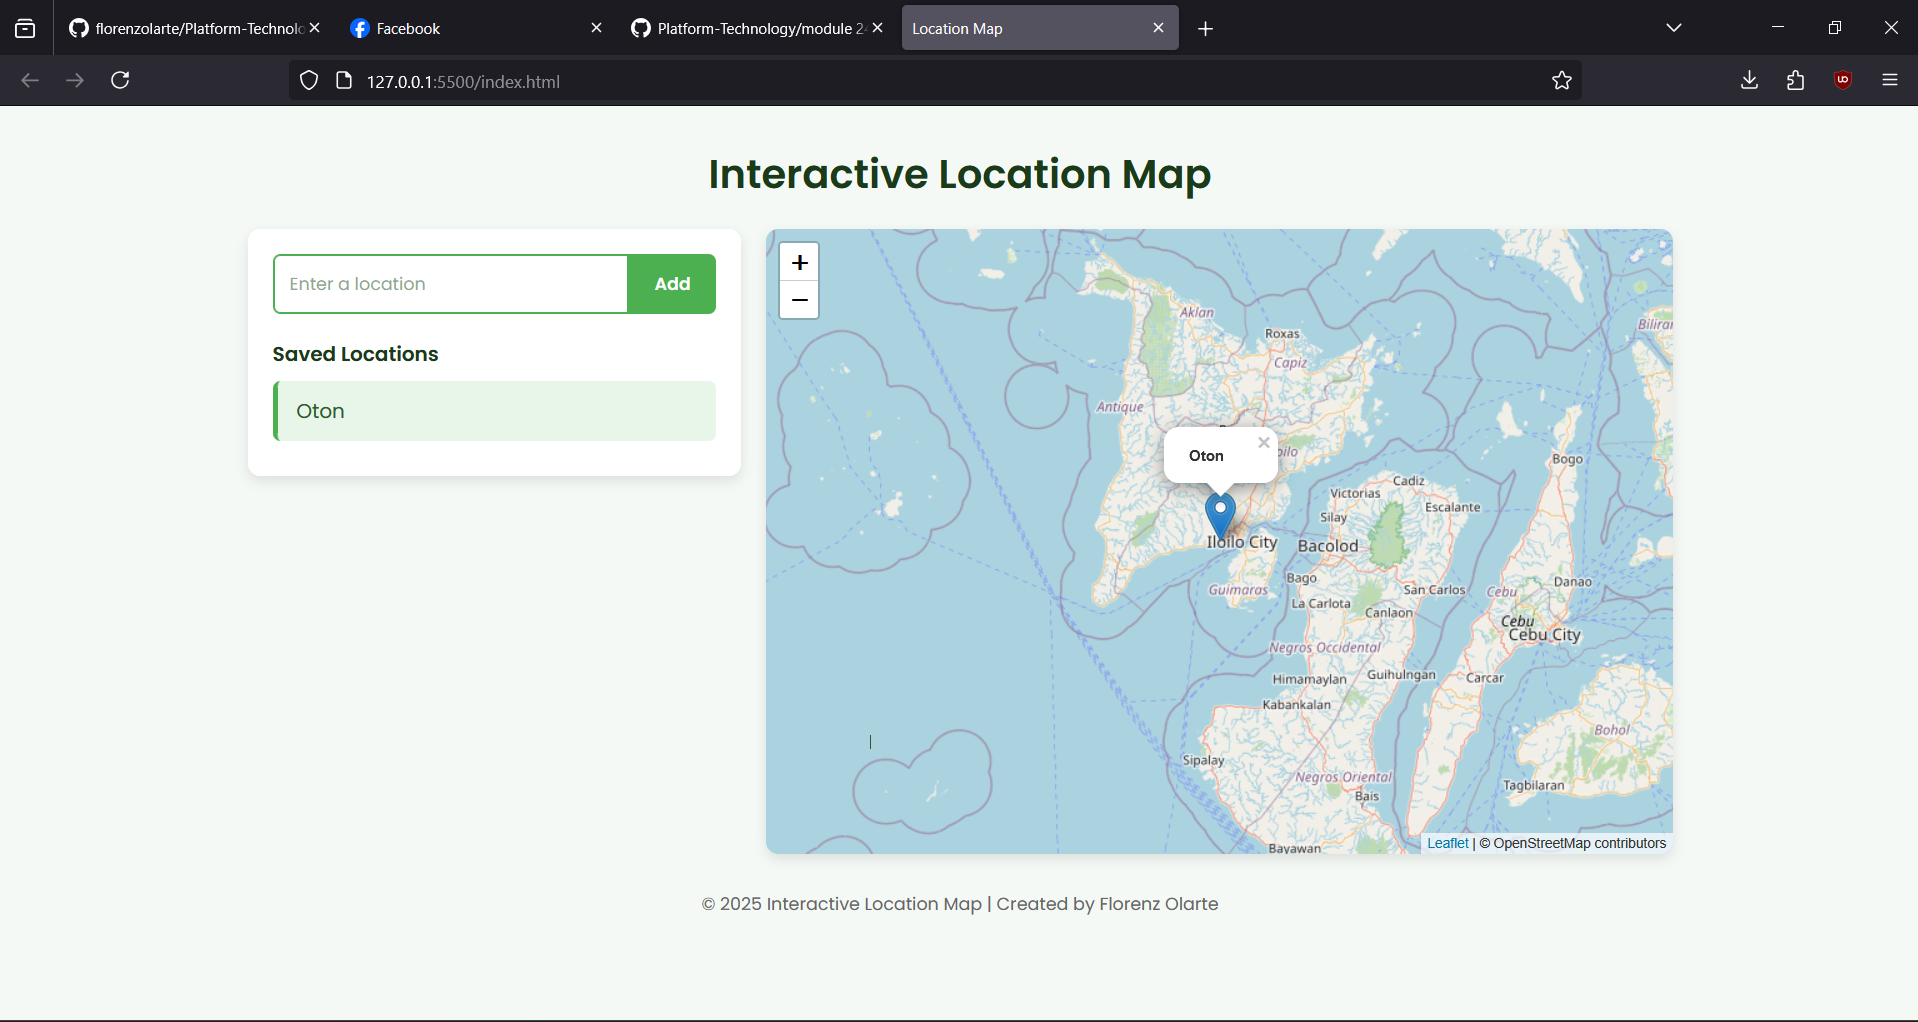 florenzolarte/Platform-Technolo
Facebook
Platform-Technology/module 2
Location Map
127.0.0.1:5500/index.html
Interactive Location Map
Enter a location
Add
Saved Locations
Oton
+
−
Aklan
Roxas
Capiz
Biliran
Antique
Oton
oilo
Bogo
Cadiz
Victorias
Escalante
Silay
Iloilo City
Bacolod
Bago
Danao
Guimaras
San Carlos
Cebu
La Carlota
Canlaon
Cebu
Cebu City
Negros Occidental
Himamaylan
Guihulngan
Carcar
Kabankalan
Bohol
Sipalay
Negros Oriental
Tagbilaran
Bais
Bayawan
Leaflet | © OpenStreetMap contributors
© 2025 Interactive Location Map | Created by Florenz Olarte